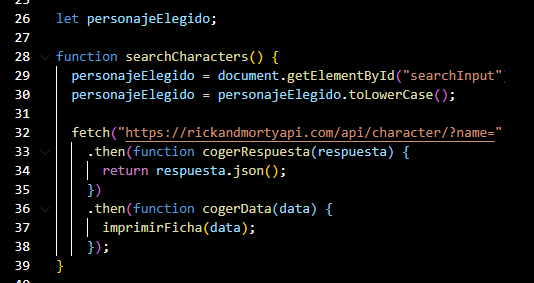 26 let personajeElegido;
27
28 function searchCharacters() {
29 personajeElegido = document.getElementById("searchInput")
30 personajeElegido = personajeElegido.toLowerCase();
31
32 fetch("https://rickandmortyapi.com/api/character/?name="
33 .then(function cogerRespuesta(respuesta) {
34 return respuesta.json();
35 })
36 .then(function cogerData(data) {
37 imprimirFicha(data);
38 });
39 }